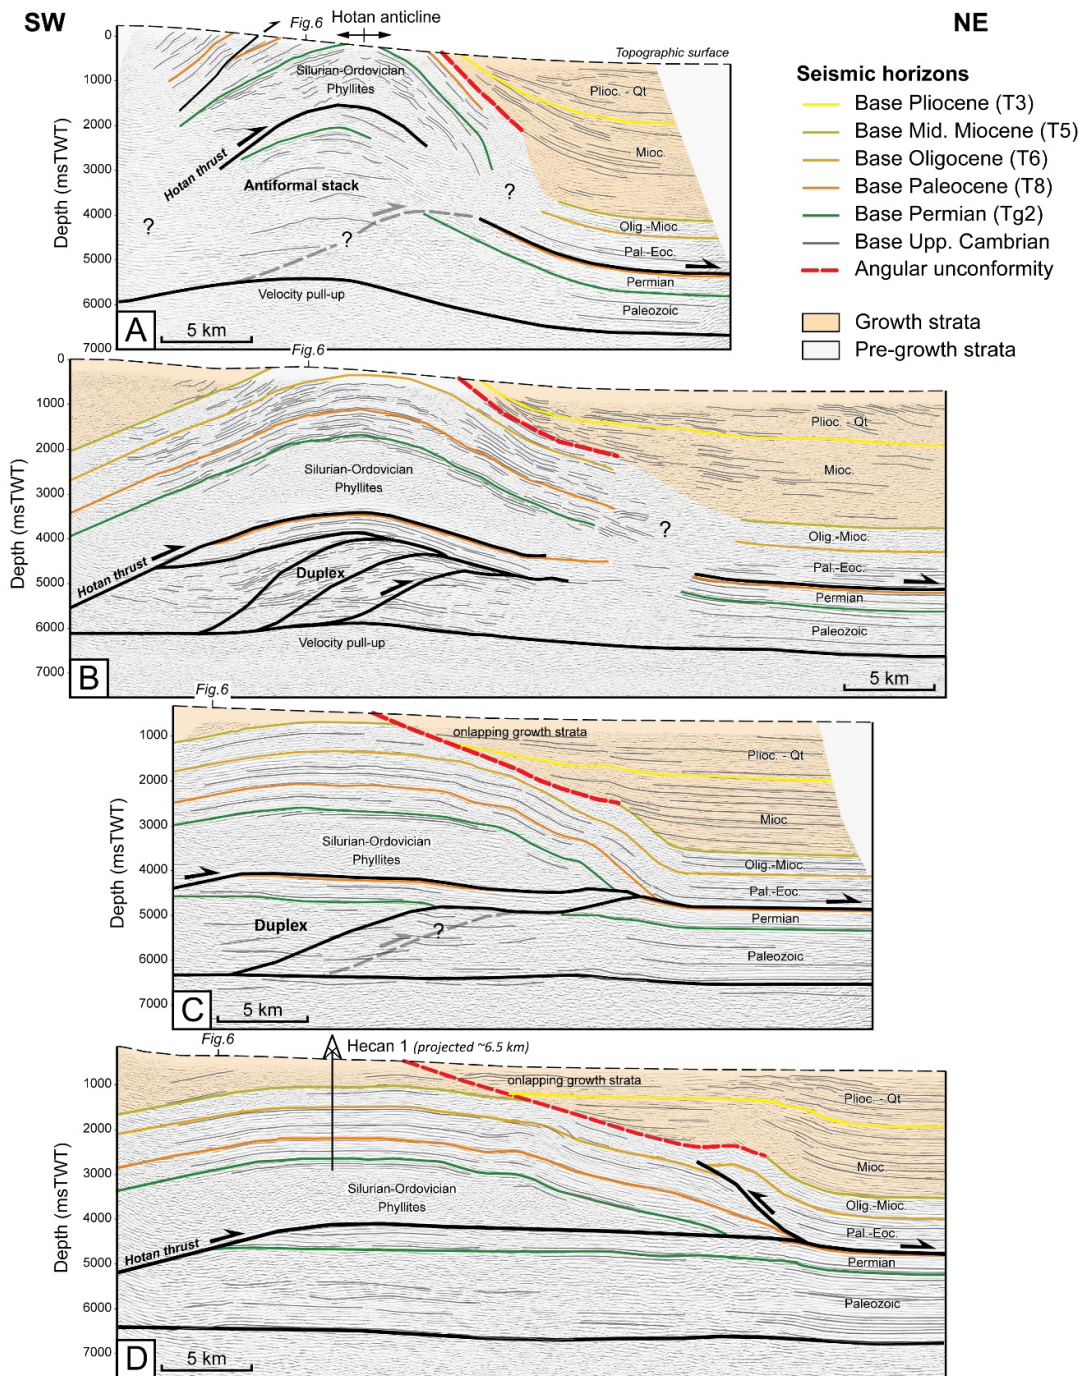 SW
NE
Fig.6
Hotan anticline
Topographic surface
Depth (msTWT)
0
1000
2000
3000
4000
5000
6000
7000
Silurian-Ordovician
Phyllites
Hotan thrust
Antiformal stack
?
?
?
Plioc. - Qt
Mioc.
Olig.-Mioc.
Pal.-Eoc.
Permian
Paleozoic
Velocity pull-up
A
5 km
Seismic horizons
Base Pliocene (T3)
Base Mid. Miocene (T5)
Base Oligocene (T6)
Base Paleocene (T8)
Base Permian (Tg2)
Base Upp. Cambrian
Angular unconformity
Growth strata
Pre-growth strata
Fig.6
Depth (msTWT)
0
1000
2000
3000
4000
5000
6000
7000
Silurian-Ordovician
Phyllites
Hotan thrust
Duplex
?
Plioc. - Qt
Mioc.
Olig.-Mioc.
Pal.-Eoc.
Permian
Paleozoic
Velocity pull-up
B
5 km
Fig.6
Depth (msTWT)
1000
2000
3000
4000
5000
6000
7000
onlapping growth strata
Silurian-Ordovician
Phyllites
Duplex
?
Plioc. - Qt
Mioc.
Olig.-Mioc.
Pal.-Eoc.
Permian
Paleozoic
C
5 km
Fig.6
Hecan 1 (projected ~6.5 km)
Depth (msTWT)
1000
2000
3000
4000
5000
6000
7000
onlapping growth strata
Silurian-Ordovician
Phyllites
Hotan thrust
Plioc. - Qt
Mioc.
Olig.-Mioc.
Pal.-Eoc.
Permian
Paleozoic
D
5 km